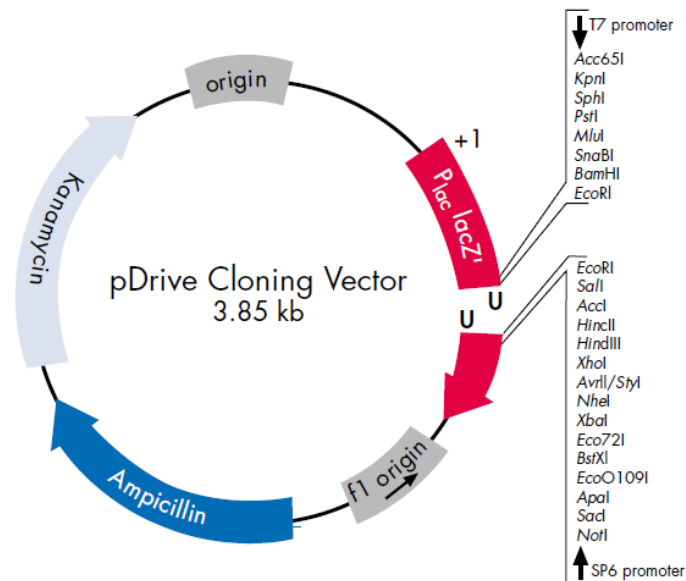 T7 promoter
Acc65I
KpnI
SphI
PstI
MluI
SnaBI
BamHI
EcoRI
origin
+1
Plac lacZ'
Kanamycin
pDrive Cloning Vector
3.85 kb
U
U
EcoRI
SalI
AccI
HincII
HindIII
XhoI
AvrII/StyI
NheI
XbaI
Eco72I
BstXI
EcoO109I
ApaI
SacI
NotI
SP6 promoter
f1 origin
Ampicillin